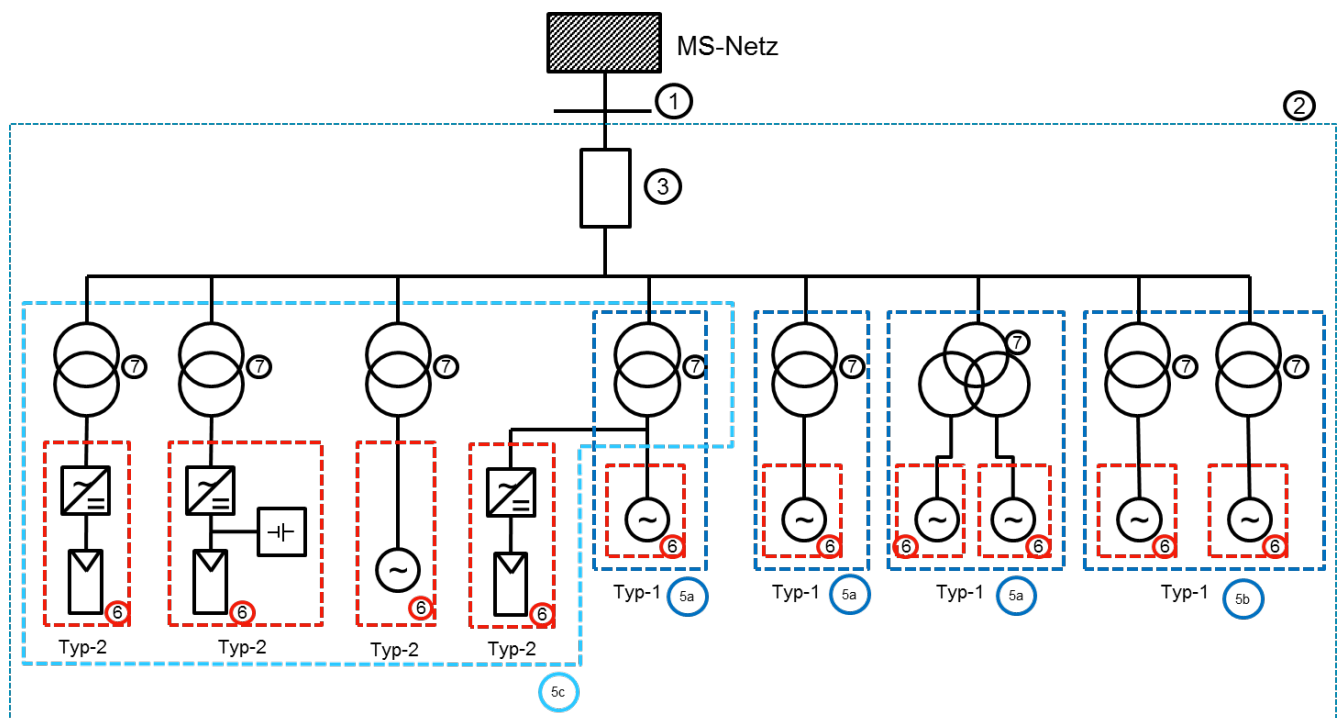 MS-Netz
1
2
3
7 7 7 7 7 7 7 7
~ = ~ = ~ =
~ ~ ~ ~ ~ ~ ~
6 6 6 6 6 6 6 6 6 6
Typ-1 5a Typ-1 5a Typ-1 5a Typ-1 5b
Typ-2 Typ-2 Typ-2 Typ-2
5c